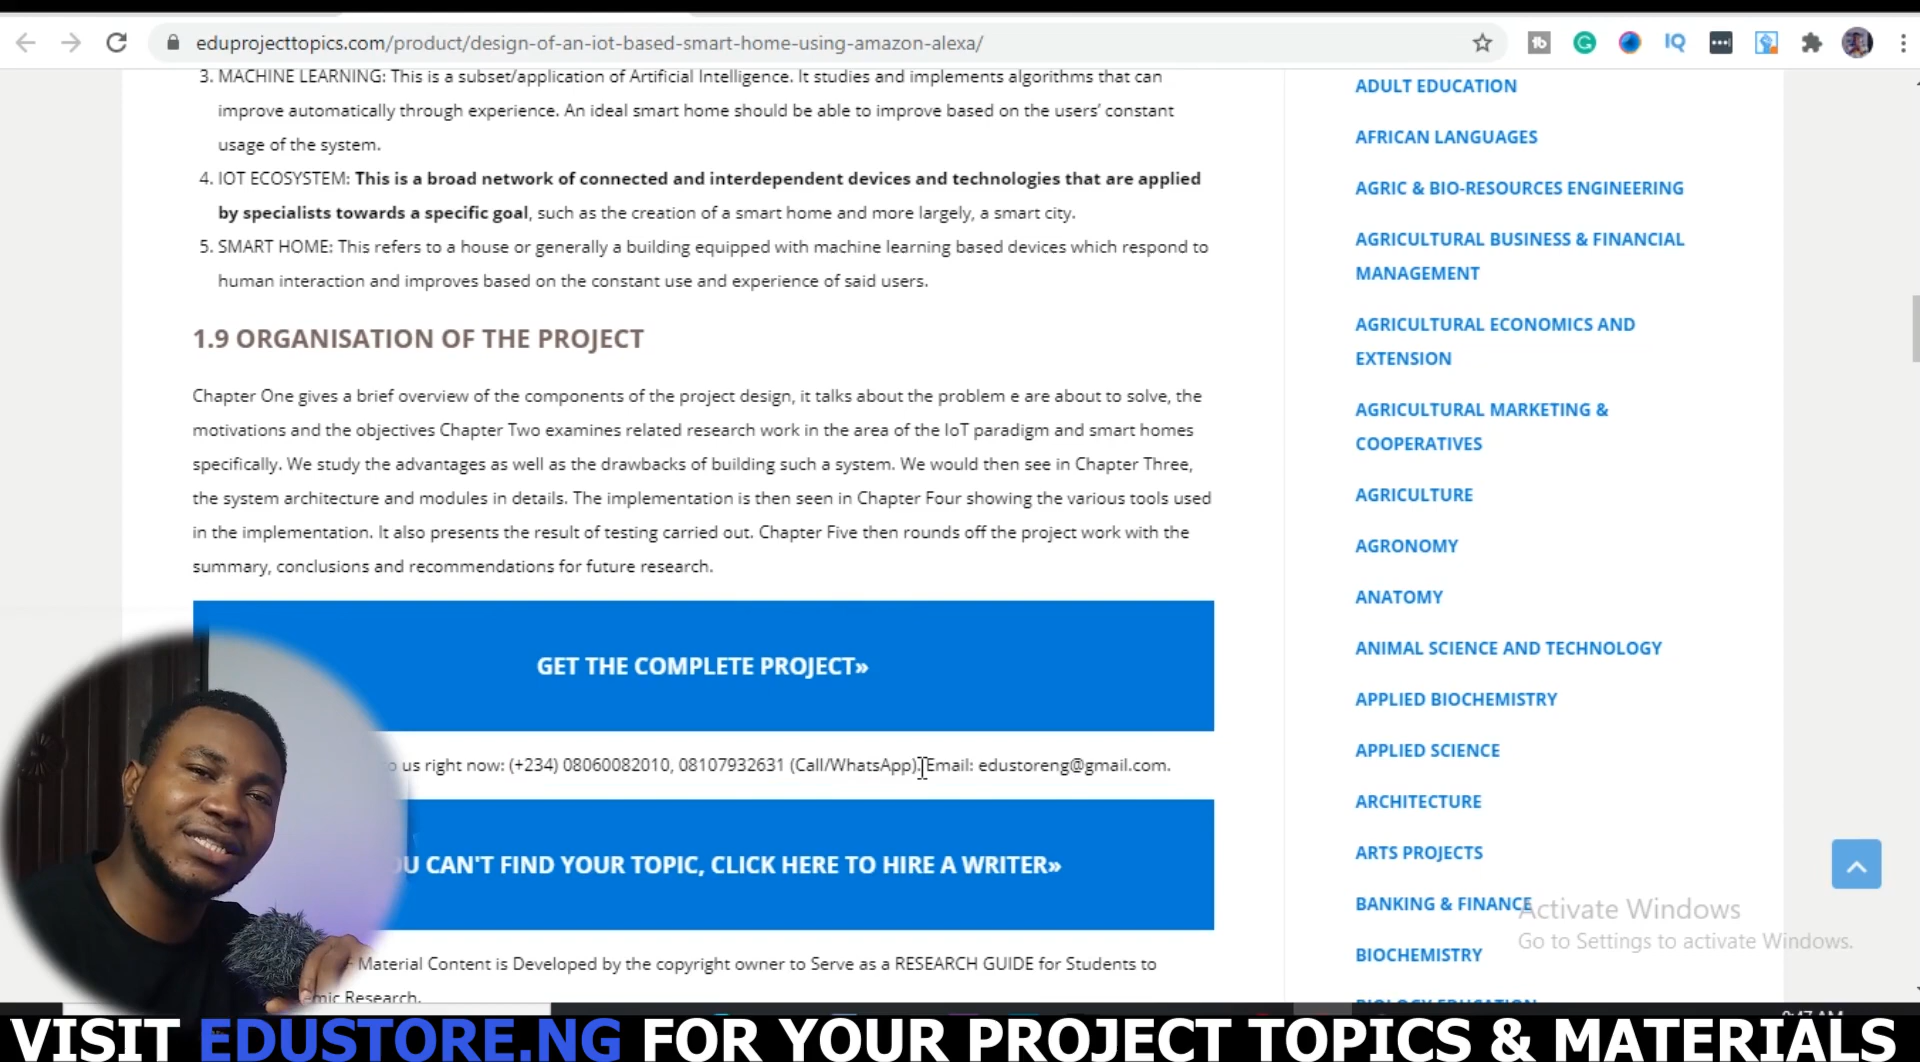 eduprojecttopics.com/product/design-of-an-iot-based-smart-home-using-amazon-alexa/
3. MACHINE LEARNING: This is a subset/application of Artificial Intelligence. It studies and implements algorithms that can
improve automatically through experience. An ideal smart home should be able to improve based on the users’ constant
usage of the system.
4. IOT ECOSYSTEM: This is a broad network of connected and interdependent devices and technologies that are applied
by specialists towards a specific goal, such as the creation of a smart home and more largely, a smart city.
5. SMART HOME: This refers to a house or generally a building equipped with machine learning based devices which respond to
human interaction and improves based on the constant use and experience of said users.
1.9 ORGANISATION OF THE PROJECT
Chapter One gives a brief overview of the components of the project design, it talks about the problem e are about to solve, the
motivations and the objectives Chapter Two examines related research work in the area of the IoT paradigm and smart homes
specifically. We study the advantages as well as the drawbacks of building such a system. We would then see in Chapter Three,
the system architecture and modules in details. The implementation is then seen in Chapter Four showing the various tools used
in the implementation. It also presents the result of testing carried out. Chapter Five then rounds off the project work with the
summary, conclusions and recommendations for future research.
GET THE COMPLETE PROJECT»
us right now: (+234) 08060082010, 08107932631 (Call/WhatsApp). Email: edustoreng@gmail.com.
CAN'T FIND YOUR TOPIC, CLICK HERE TO HIRE A WRITER»
Material Content is Developed by the copyright owner to Serve as a RESEARCH GUIDE for Students to
Research.
ADULT EDUCATION
AFRICAN LANGUAGES
AGRIC & BIO-RESOURCES ENGINEERING
AGRICULTURAL BUSINESS & FINANCIAL
MANAGEMENT
AGRICULTURAL ECONOMICS AND
EXTENSION
AGRICULTURAL MARKETING &
COOPERATIVES
AGRICULTURE
AGRONOMY
ANATOMY
ANIMAL SCIENCE AND TECHNOLOGY
APPLIED BIOCHEMISTRY
APPLIED SCIENCE
ARCHITECTURE
ARTS PROJECTS
BANKING & FINANCE
BIOCHEMISTRY
Activate Windows
Go to Settings to activate Windows.
VISIT EDUSTORE.NG FOR YOUR PROJECT TOPICS & MATERIALS